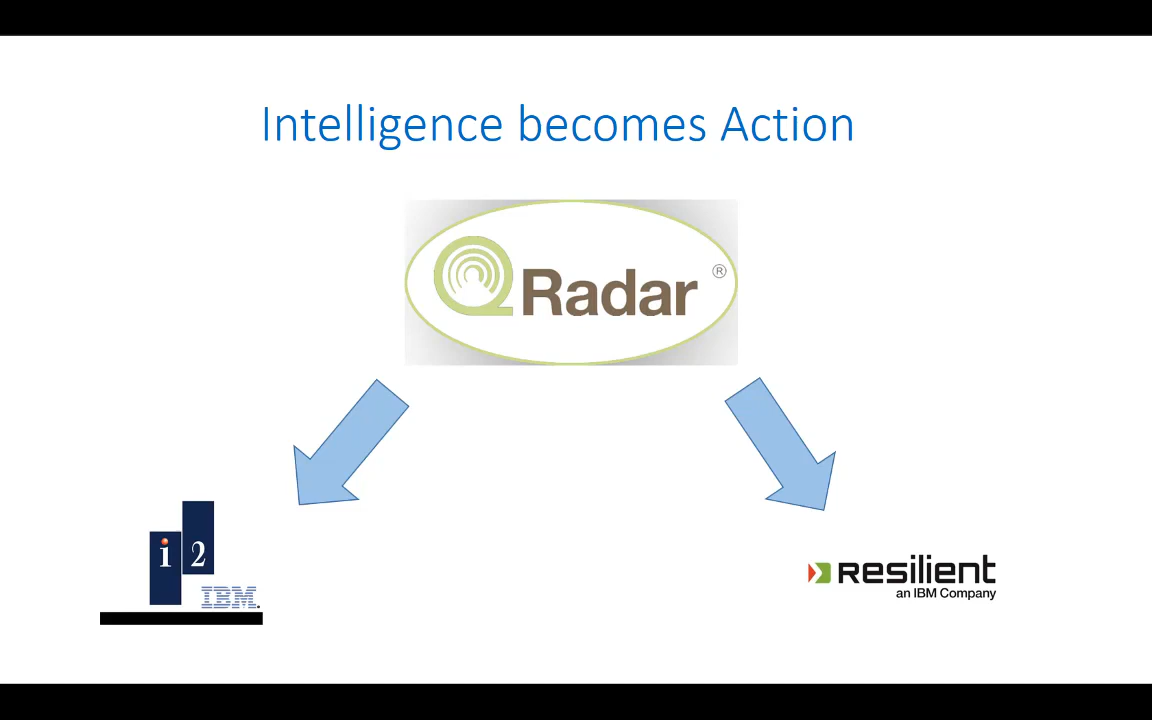 Intelligence becomes Action
QRadar ®
i2
IBM.
resilient
an IBM Company